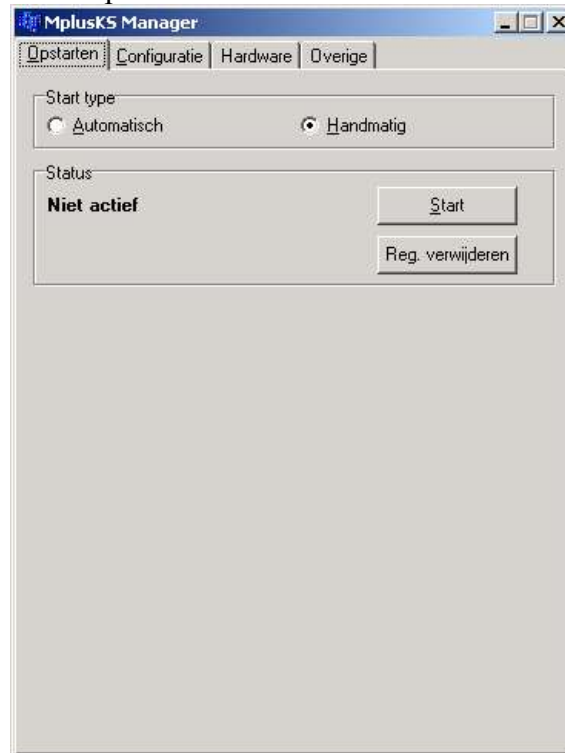 MplusKS Manager
Opstarten Configuratie Hardware Overige
Start type
Automatisch Handmatig
Status
Niet actief Start
Reg. verwijderen